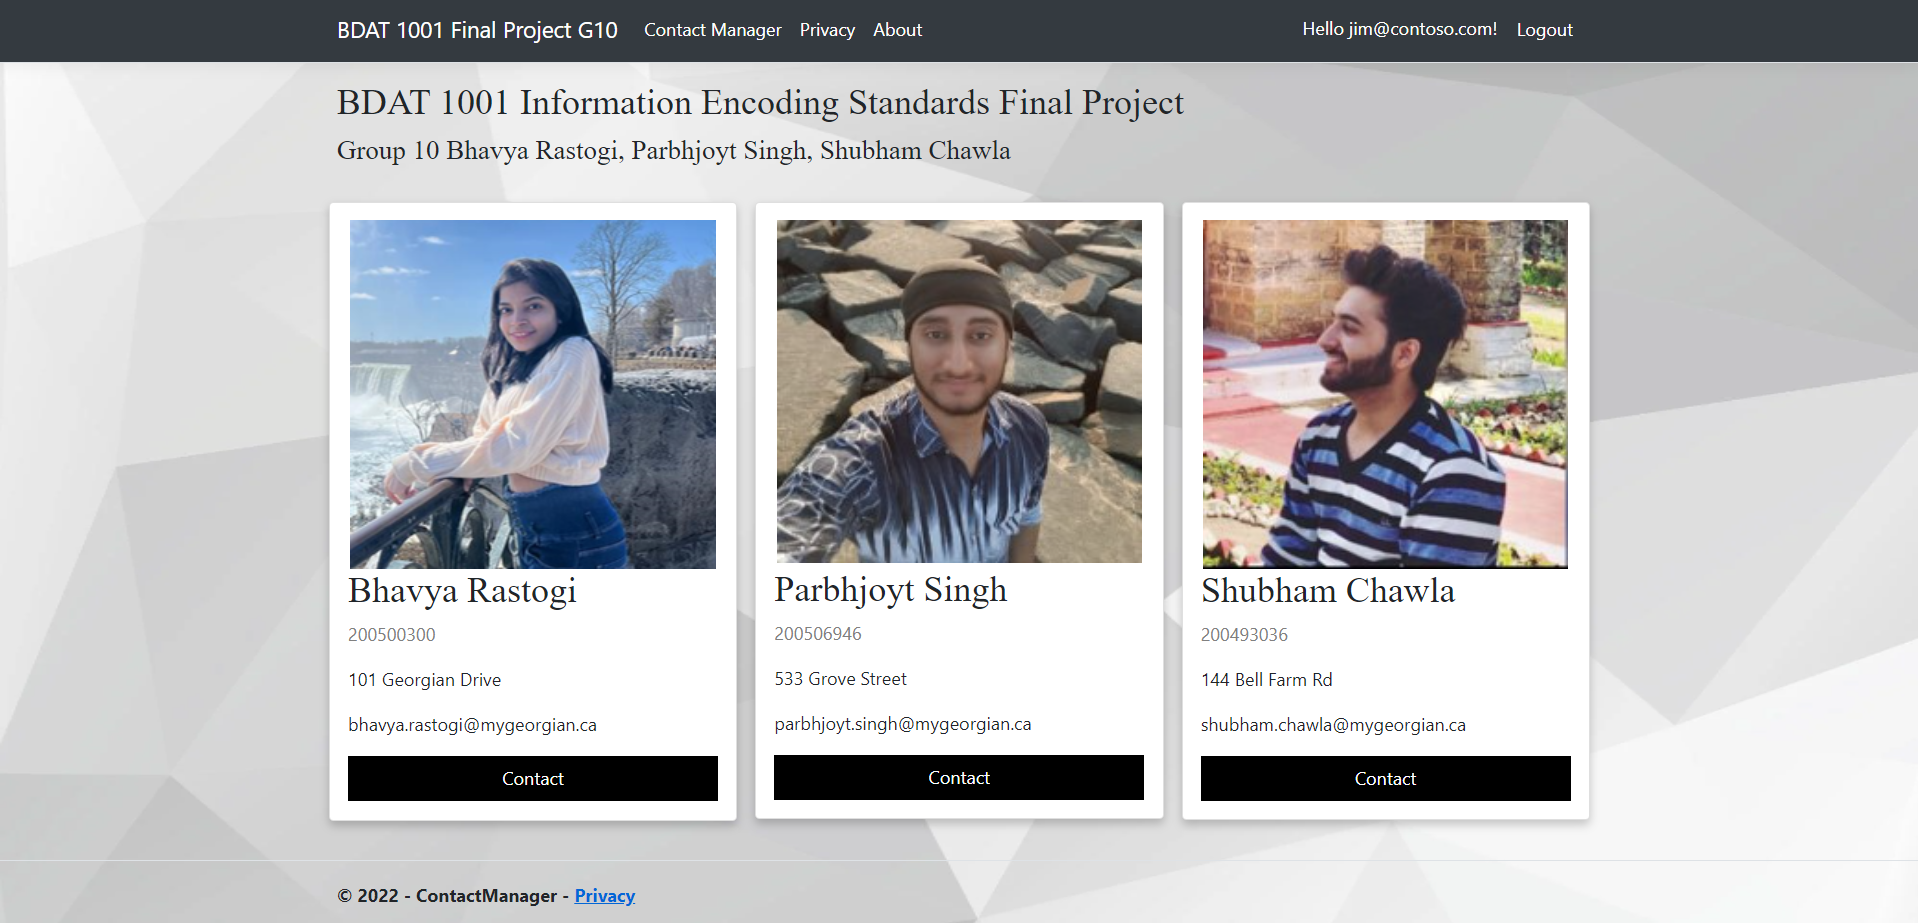 BDAT 1001 Final Project G10 Contact Manager Privacy About Hello jim@contoso.com! Logout
BDAT 1001 Information Encoding Standards Final Project
Group 10 Bhavya Rastogi, Parbhjoyt Singh, Shubham Chawla
Bhavya Rastogi
200500300
101 Georgian Drive
bhavya.rastogi@mygeorgian.ca
Contact
Parbhjoyt Singh
200506946
533 Grove Street
parbhjoyt.singh@mygeorgian.ca
Contact
Shubham Chawla
200493036
144 Bell Farm Rd
shubham.chawla@mygeorgian.ca
Contact
© 2022 - ContactManager - Privacy